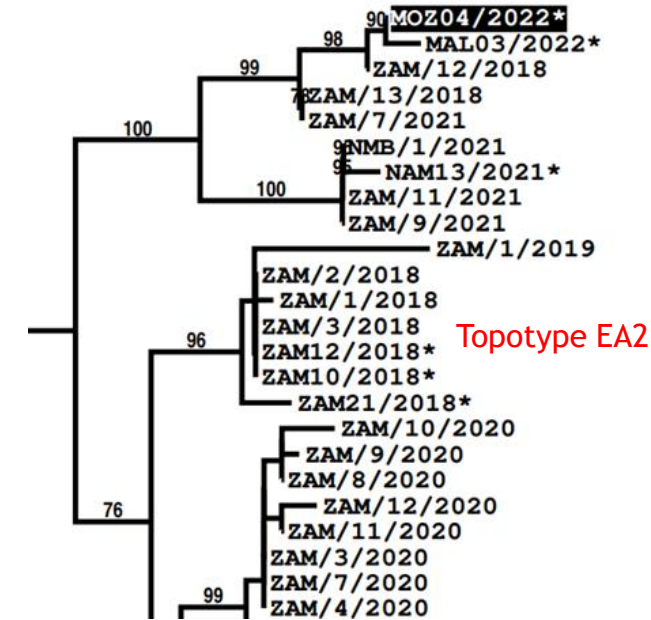 90 MOZ04/2022*
98 MAL03/2022*
ZAM/12/2018
99
ZAM/13/2018
ZAM/7/2021
100
NMB/1/2021
NAM13/2021*
100
ZAM/11/2021
ZAM/9/2021
ZAM/1/2019
ZAM/2/2018
ZAM/1/2018
ZAM/3/2018
96 Topotype EA2
ZAM12/2018*
ZAM10/2018*
ZAM21/2018*
ZAM/10/2020
ZAM/9/2020
ZAM/8/2020
ZAM/12/2020
76
ZAM/11/2020
ZAM/3/2020
ZAM/7/2020
99
ZAM/4/2020